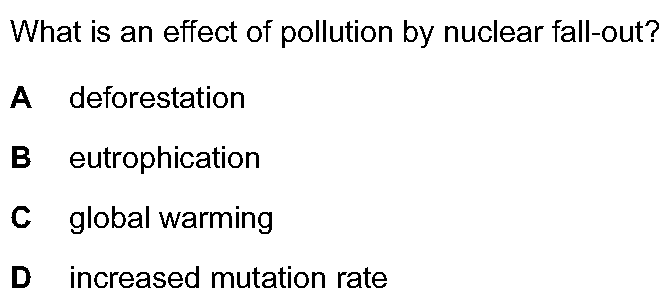 What is an effect of pollution by nuclear fall-out?
A deforestation
B eutrophication
C global warming
D increased mutation rate